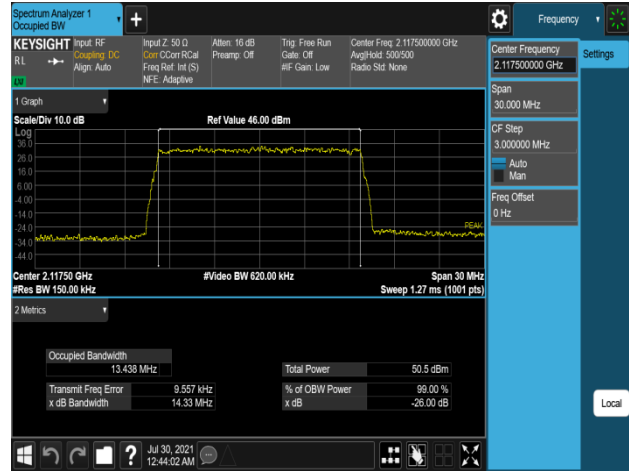 Spectrum Analyzer 1
Occupied BW
Frequency
KEYSIGHT
Input: RF
Input Z: 50 Ω
Atten: 16 dB
Trig: Free Run
Center Freq: 2.117500000 GHz
RL
Coupling: DC
Corr CCorr RCal
Preamp: Off
Gate: Off
Avg|Hold: 500/500
Align: Auto
Freq Ref: Int (S)
#IF Gain: Low
Radio Std: None
NFE: Adaptive
Center Frequency
2.117500000 GHz
Settings
Span
30.000 MHz
CF Step
3.000000 MHz
Auto
Man
Freq Offset
0 Hz
1 Graph
Scale/Div 10.0 dB
Ref Value 46.00 dBm
Log
36.0
26.0
16.0
6.00
-4.00
-14.0
-24.0
-34.0
-44.0
PEAK
Center 2.11750 GHz
#Video BW 620.00 kHz
Span 30 MHz
#Res BW 150.00 kHz
Sweep 1.27 ms (1001 pts)
2 Metrics
Occupied Bandwidth
13.438 MHz
Total Power
50.5 dBm
Transmit Freq Error
9.557 kHz
% of OBW Power
99.00 %
x dB Bandwidth
14.33 MHz
x dB
-26.00 dB
Local
Jul 30, 2021
12:44:02 AM